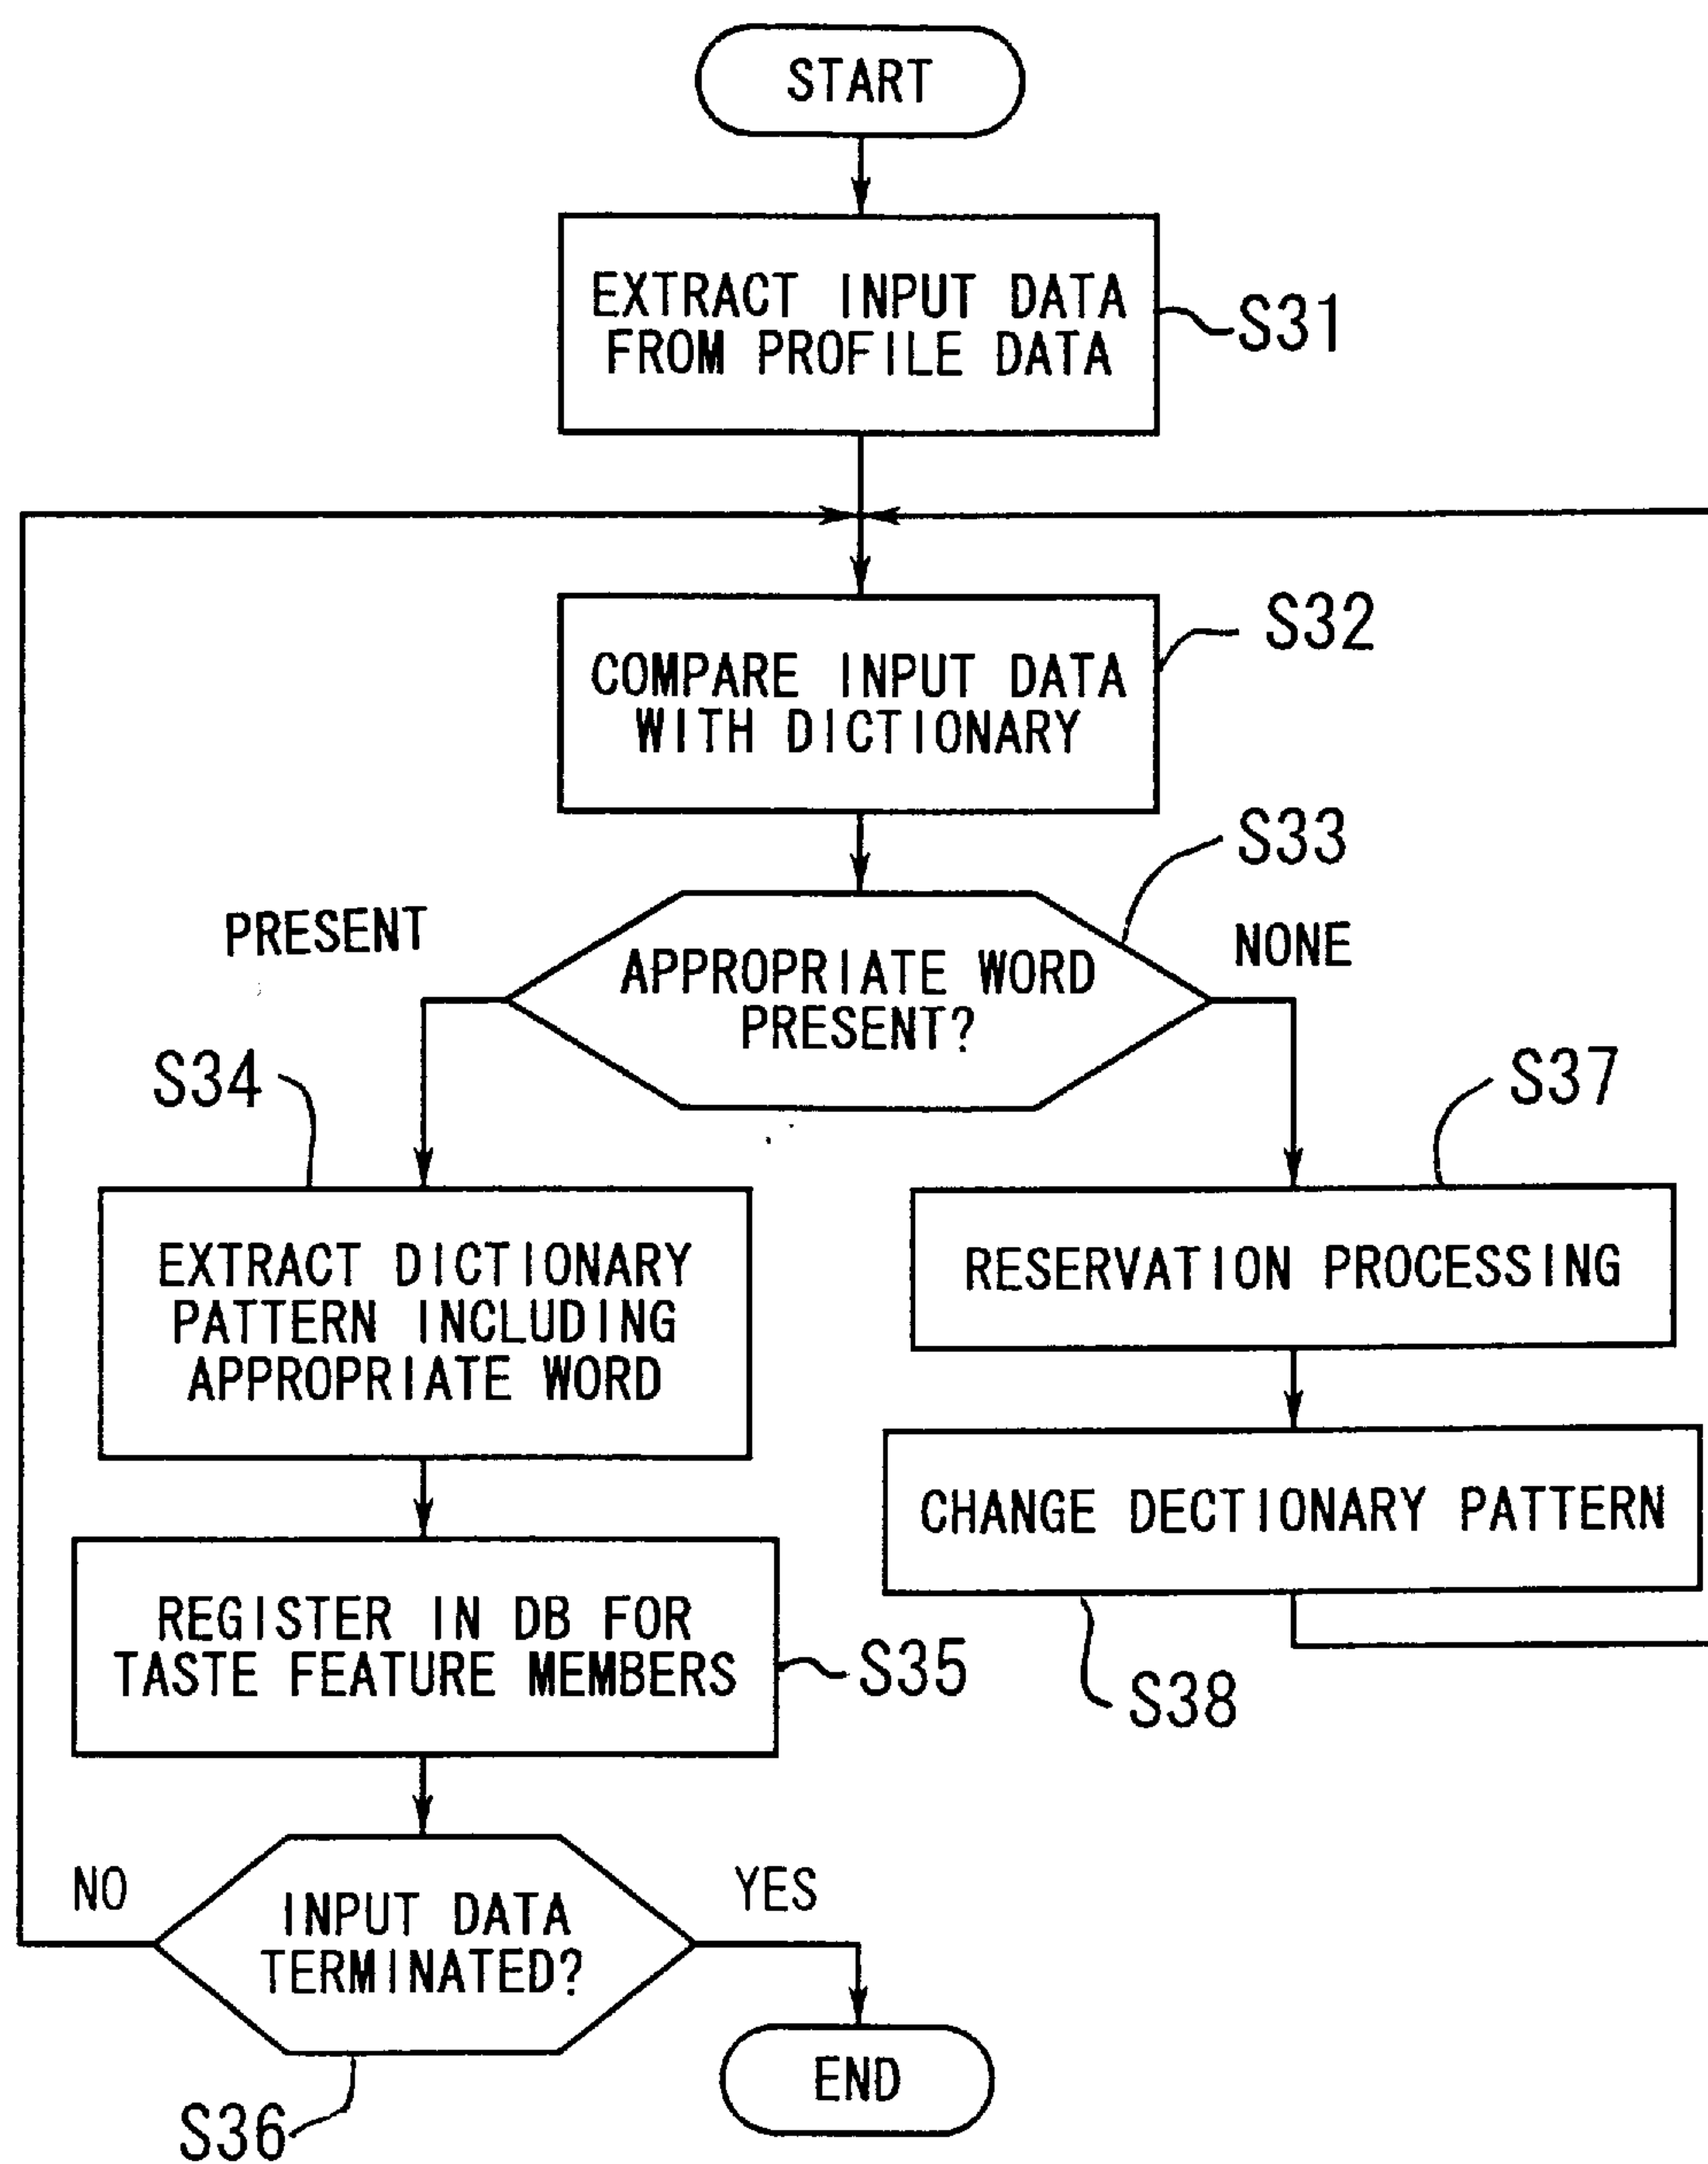 START
EXTRACT INPUT DATA
FROM PROFILE DATA
S31
S32
COMPARE INPUT DATA
WITH DICTIONARY
S33
PRESENT
NONE
APPROPRIATE WORD
PRESENT?
S34
S37
EXTRACT DICTIONARY
PATTERN INCLUDING
APPROPRIATE WORD
RESERVATION PROCESSING
CHANGE DECTIONARY PATTERN
REGISTER IN DB FOR
TASTE FEATURE MEMBERS
S35
S38
NO
YES
INPUT DATA
TERMINATED?
END
S36